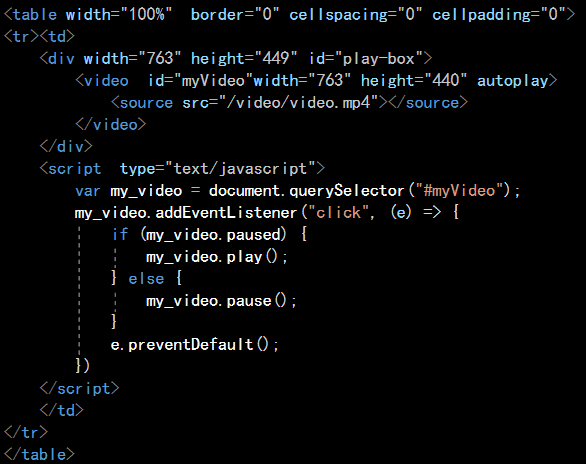 <table width="100%"  border="0" cellspacing="0" cellpadding="0">
<tr><td>
    <div width="763" height="449" id="play-box">
        <video  id="myVideo"width="763" height="440" autoplay>
            <source src="/video/video.mp4"></source>
        </video>
    </div>
    <script  type="text/javascript">
        var my_video = document.querySelector("#myVideo");
        my_video.addEventListener("click", (e) => {
            if (my_video.paused) {
                my_video.play();
            } else {
                my_video.pause();
            }
            e.preventDefault();
        })
    </script>
    </td>
</tr>
</table>